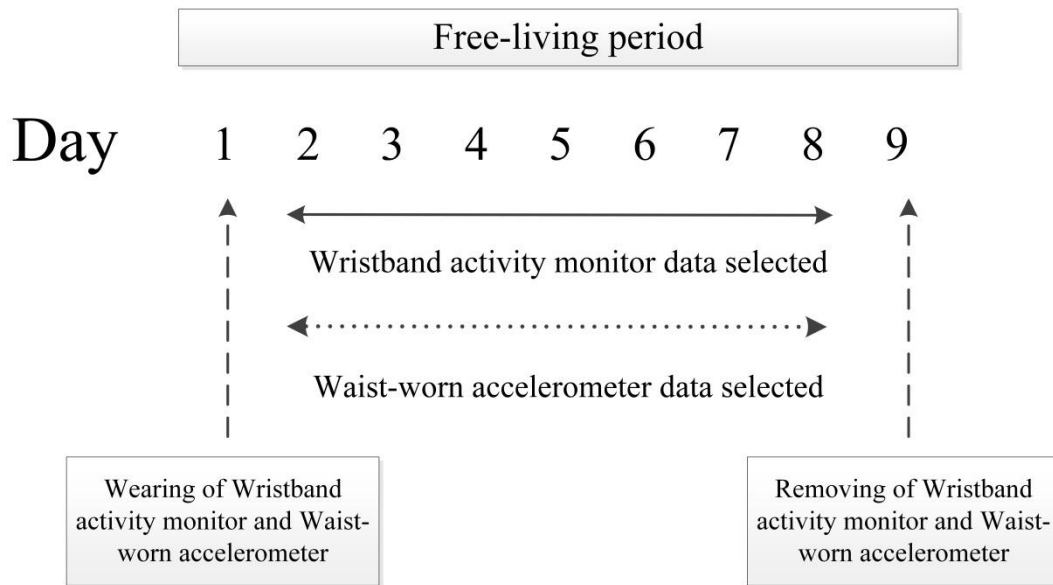 Free-living period
Day 1 2 3 4 5 6 7 8 9
Wristband activity monitor data selected
Waist-worn accelerometer data selected
Wearing of Wristband
activity monitor and Waist-
worn accelerometer
Removing of Wristband
activity monitor and Waist-
worn accelerometer